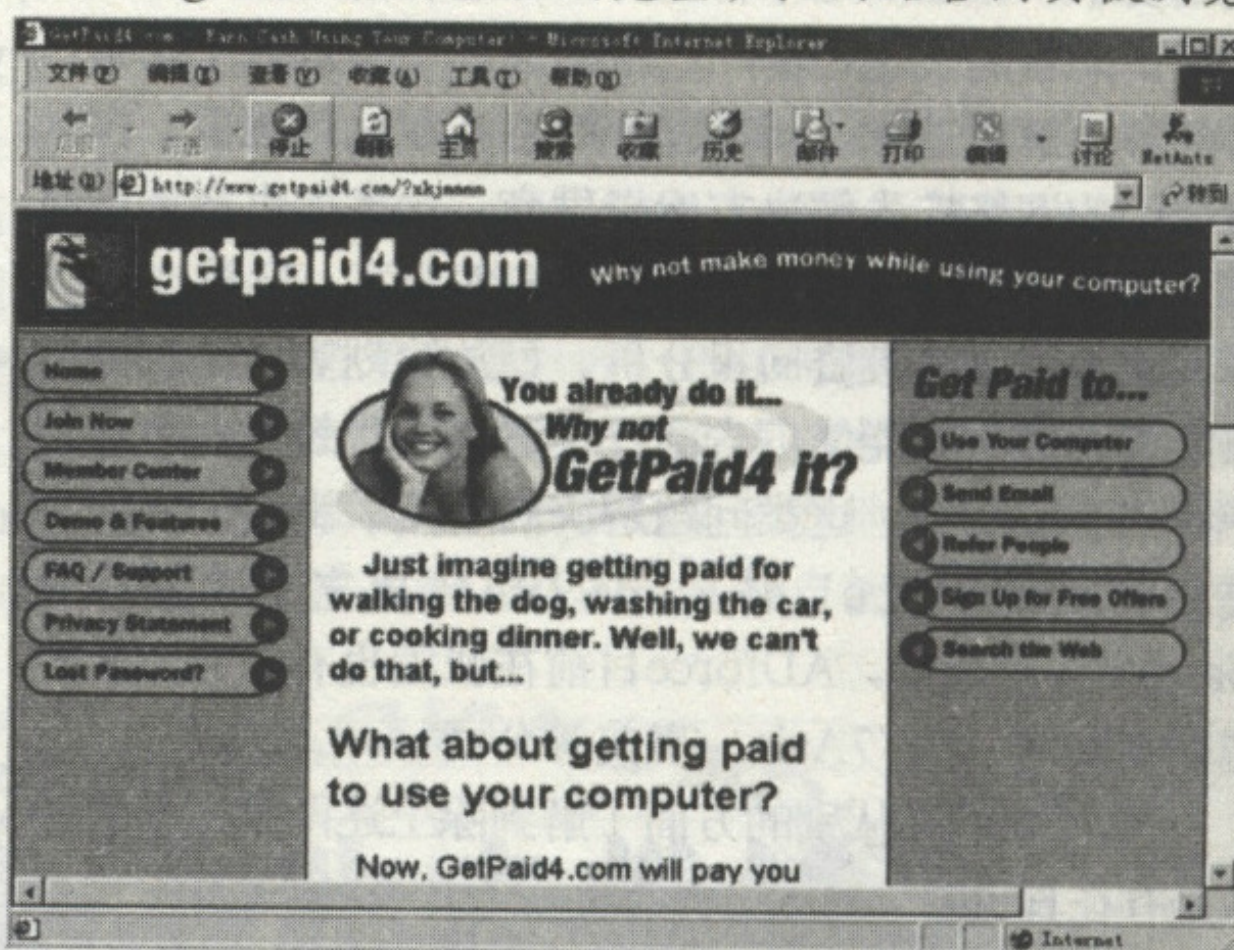 GetPaid4.com - Earn Cash Using Your Computer! - Microsoft Internet Explorer
文件(F) 编辑(E) 查看(V) 收藏(A) 工具(T) 帮助(H)
后退 前进 停止 刷新 主页 搜索 收藏 历史 邮件 打印 编辑 讨论 NetAnts
地址(D) http://www.getpaid4.com/?xkjmmm 转到
getpaid4.com Why not make money while using your computer?
Home
Join Now
Member Center
Demo & Features
FAQ / Support
Privacy Statement
Lost Password?
You already do it...
Why not
GetPaid4 it?
Just imagine getting paid for
walking the dog, washing the car,
or cooking dinner. Well, we can't
do that, but...
What about getting paid
to use your computer?
Now, GetPaid4.com will pay you
Get Paid to...
Use Your Computer
Send Email
Refer People
Sign Up for Free Offers
Search the Web
Internet